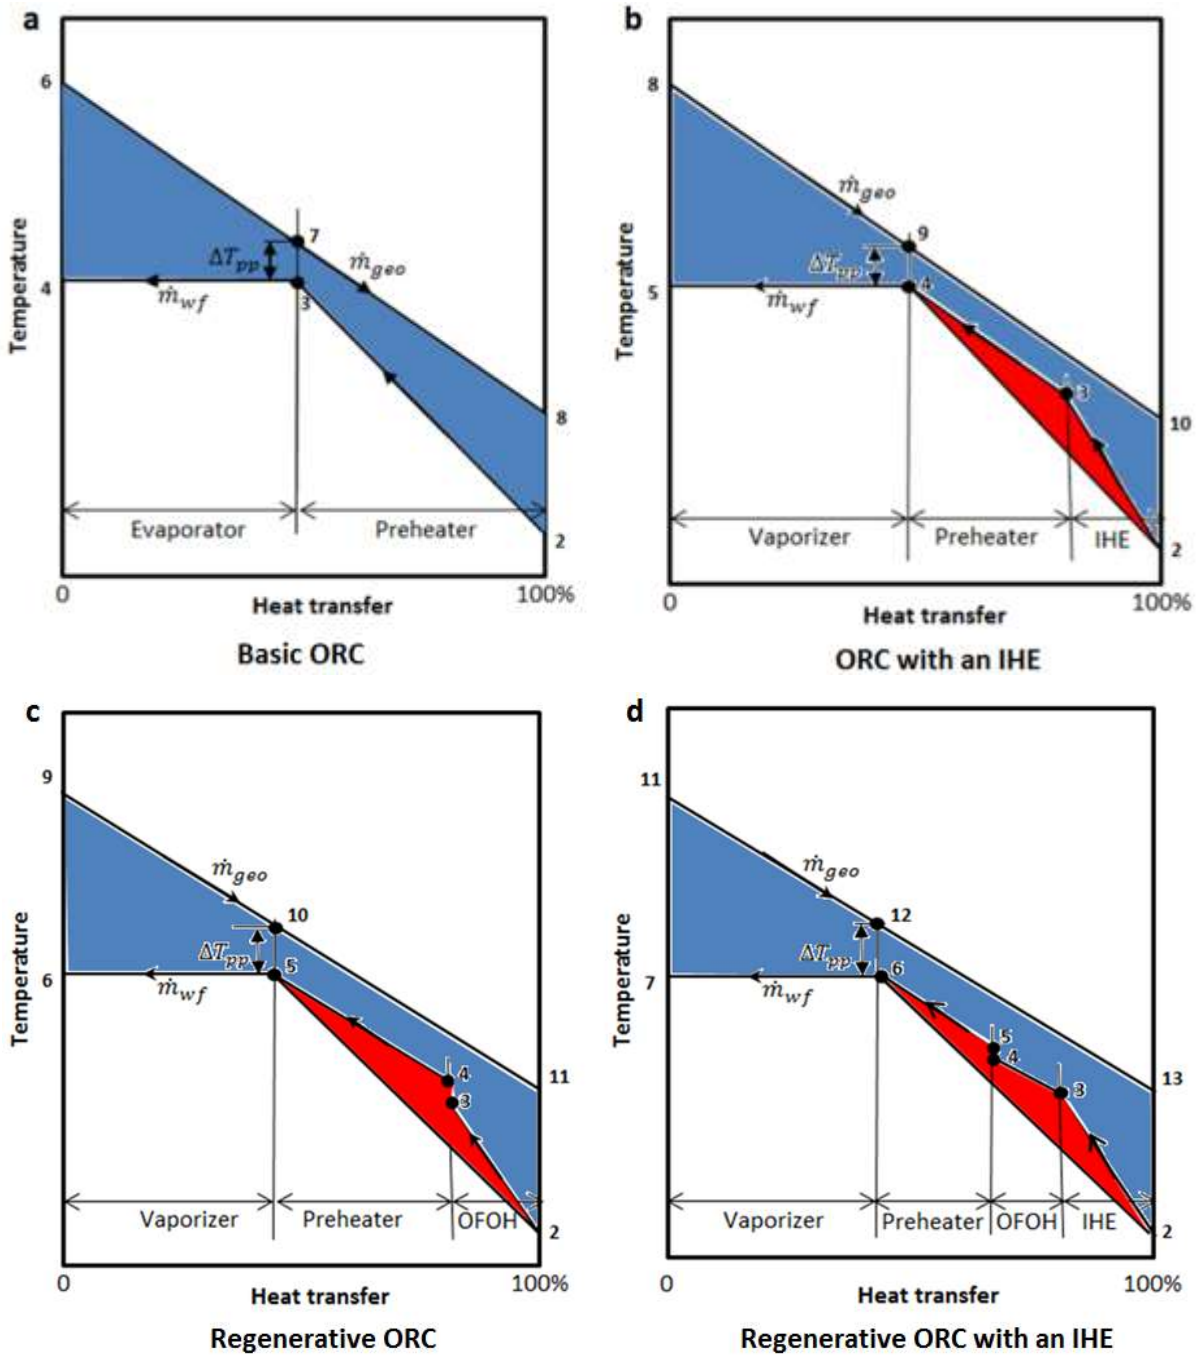 a
6
Temperature
4
7
ΔT_pp
ṁ_geo
ṁ_wf
3
8
Evaporator
Preheater
2
0
100%
Heat transfer
Basic ORC
b
8
ṁ_geo
9
Temperature
ΔT_pp
4
5
ṁ_wf
3
10
Vaporizer
Preheater
IHE
2
0
100%
Heat transfer
ORC with an IHE
c
9
ṁ_geo
10
ΔT_pp
5
6
ṁ_wf
Temperature
4
3
11
Vaporizer
Preheater
OFOH
2
0
100%
Heat transfer
Regenerative ORC
d
11
ṁ_geo
12
ΔT_pp
6
7
ṁ_wf
Temperature
5
4
3
13
Vaporizer
Preheater
OFOH
IHE
2
0
100%
Heat transfer
Regenerative ORC with an IHE